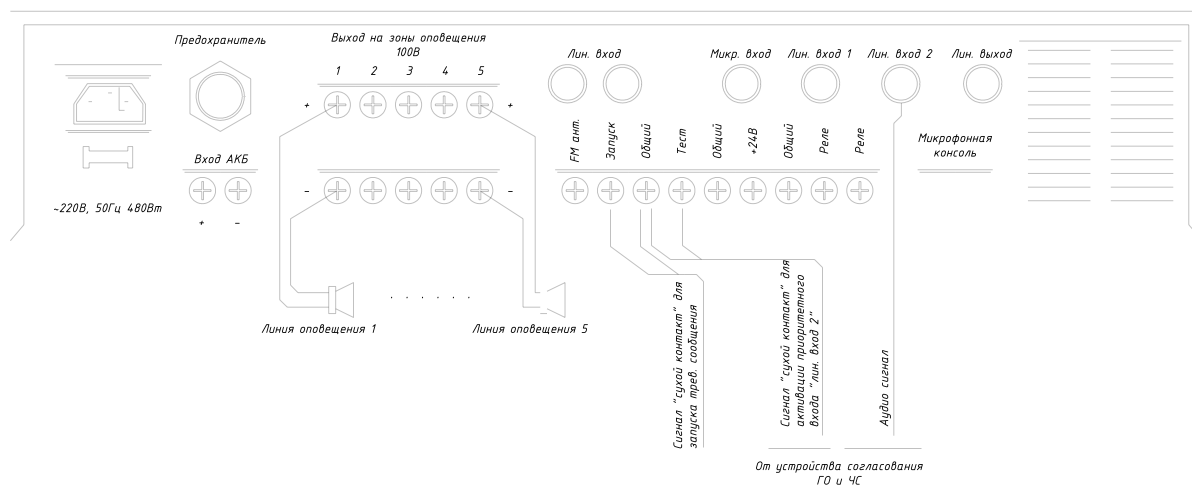 Предохранитель
Выход на зоны оповещения
100В
1 2 3 4 5
+ +
Лин. вход
Микр. вход
Лин. вход 1
Лин. вход 2
Лин. выход
FM ант.
Запуск
Общий
Тест
Общий
+24В
Общий
Реле
Реле
Микрофонная
консоль
Вход АКБ
+ –
– –
~220В, 50Гц 480Вт
Линия оповещения 1
. . . . . .
Линия оповещения 5
Сигнал "сухой контакт" для
запуска трев. сообщения
Сигнал "сухой контакт" для
активации приоритетного
входа "лин. вход 2"
Аудио сигнал
От устройства согласования
ГО и ЧС